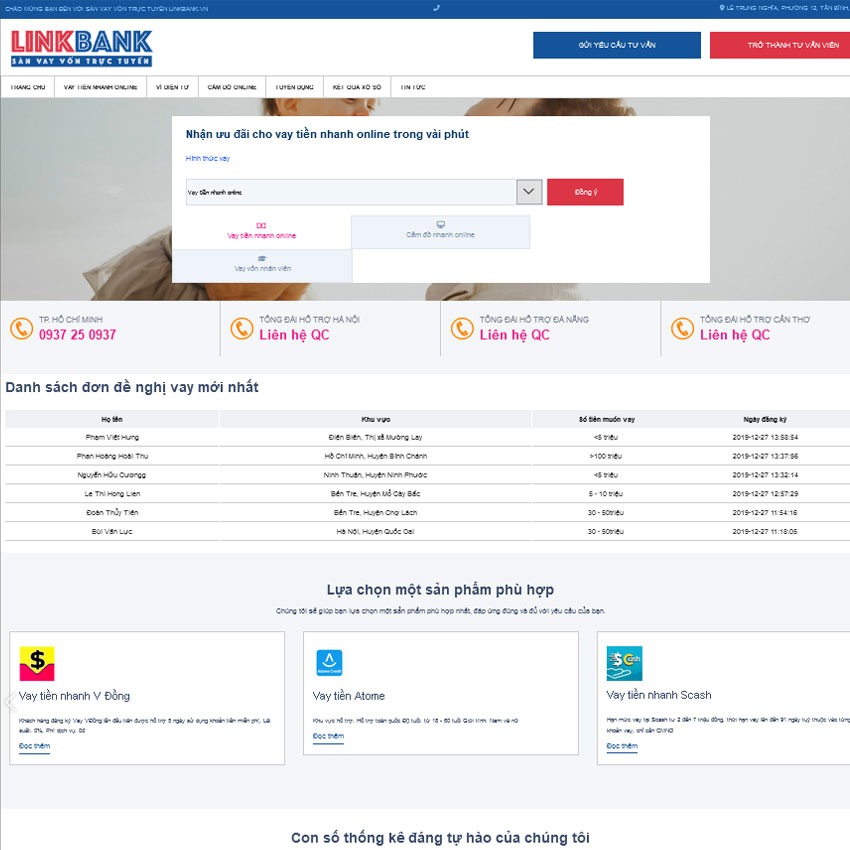 CHÀO MỪNG BẠN ĐẾN VỚI SÀN VAY VỐN TRỰC TUYẾN LINKBANK.VN
LÊ TRUNG NGHĨA, PHƯỜNG 12, TÂN BÌNH,
LINKBANK
SÀN VAY VỐN TRỰC TUYẾN
GỬI YÊU CẦU TƯ VẤN
TRỞ THÀNH TƯ VẤN VIÊN
TRANG CHỦ
VAY TIỀN NHANH ONLINE
VÍ ĐIỆN TỬ
CẦM ĐỒ ONLINE
TUYỂN DỤNG
KẾT QUẢ XỔ SỐ
TIN TỨC
Nhận ưu đãi cho vay tiền nhanh online trong vài phút
Hình thức vay
Vay tiền nhanh online
Đồng ý
Vay tiền nhanh online
Cầm đồ nhanh online
Vay vốn nhân viên
TP. HỒ CHÍ MINH
0937 25 0937
TỔNG ĐÀI HỖ TRỢ HÀ NỘI
Liên hệ QC
TỔNG ĐÀI HỖ TRỢ ĐÀ NẴNG
Liên hệ QC
TỔNG ĐÀI HỖ TRỢ CẦN THƠ
Liên hệ QC
Danh sách đơn đề nghị vay mới nhất
Họ tên Khu vực Số tiền muốn vay Ngày đăng ký
Phạm Việt Hưng Điện Biên, Thị xã Mường Lay <5 triệu 2019-12-27 13:58:54
Phan Hoàng Hoài Thu Hồ Chí Minh, Huyện Bình Chánh >100 triệu 2019-12-27 13:37:56
Nguyễn Hữu Cươngg Ninh Thuận, Huyện Ninh Phước <5 triệu 2019-12-27 13:32:14
Le Thi Hong Lien Bến Tre, Huyện Mỏ Cày Bắc 5 - 10 triệu 2019-12-27 12:57:29
Đoàn Thủy Tiên Bến Tre, Huyện Chợ Lách 30 - 50triệu 2019-12-27 11:54:16
Bùi Văn Lực Hà Nội, Huyện Quốc Oai 30 - 50triệu 2019-12-27 11:18:05
Lựa chọn một sản phẩm phù hợp
Chúng tôi sẽ giúp bạn lựa chọn một sản phẩm phù hợp nhất, đáp ứng đúng và đủ với yêu cầu của bạn.
Vay tiền nhanh V Đồng
Khách hàng đăng ký Vay VĐồng lần đầu tiên được hỗ trợ 5 ngày sử dụng khoản tiền miễn phí, Lãi
suất: 0%, Phí dịch vụ: 0đ
Đọc thêm
Atome Credit
Vay tiền Atome
Khu vực hỗ trợ: Hỗ trợ toàn quốc Độ tuổi: từ 18 - 60 tuổi Giới tính: Nam và nữ
Đọc thêm
Cash
Vay tiền nhanh Scash
Hạn mức vay tại Scash từ 2 đến 7 triệu đồng, thời hạn vay lên đến 91 ngày tuỳ thuộc vào từng
khoản vay, chỉ cần CMND
Đọc thêm
Con số thống kê đáng tự hào của chúng tôi